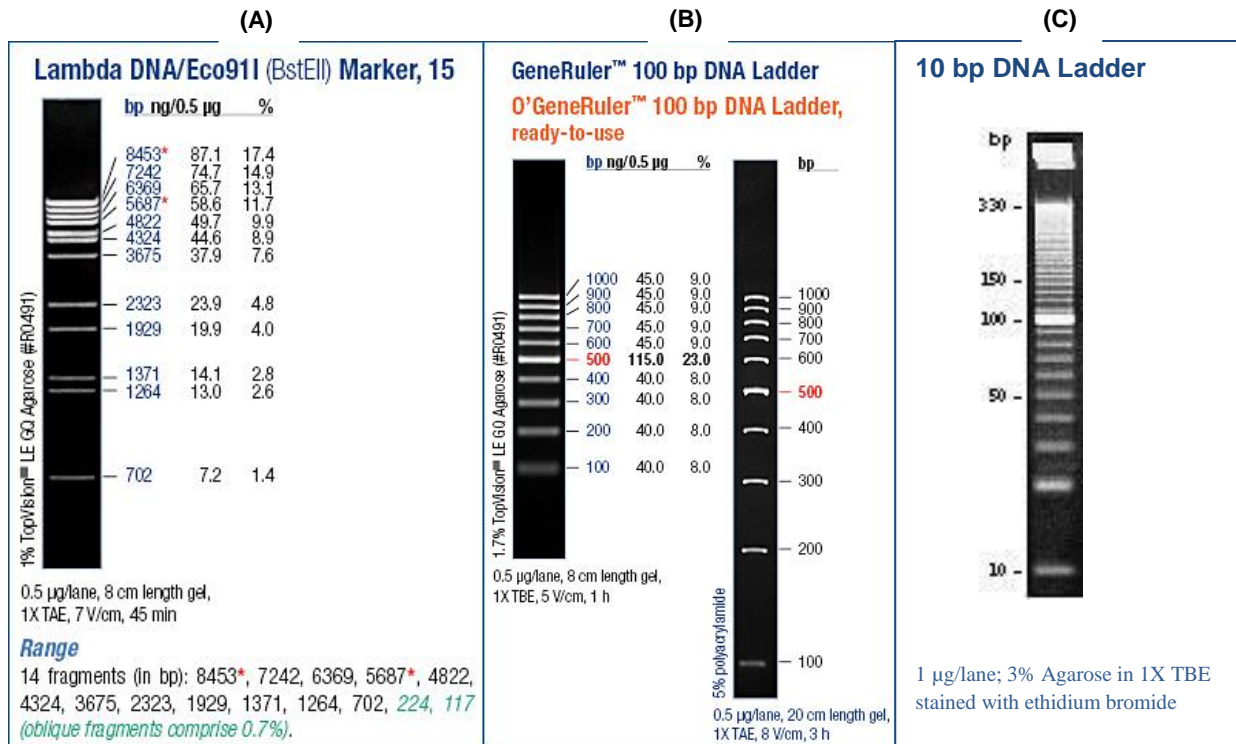 (A)
Lambda DNA/Eco91I (BstEII) Marker, 15
bp ng/0.5 µg %
8453* 87.1 17.4
7242 74.7 14.9
6369 65.7 13.1
5687* 58.6 11.7
4822 49.7 9.9
4324 44.6 8.9
3675 37.9 7.6
2323 23.9 4.8
1929 19.9 4.0
1371 14.1 2.8
1264 13.0 2.6
702 7.2 1.4
1% TopVision™ LE GQ Agarose (#R0491)
0.5 µg/lane, 8 cm length gel,
1X TAE, 7 V/cm, 45 min
Range
14 fragments (in bp): 8453*, 7242, 6369, 5687*, 4822,
4324, 3675, 2323, 1929, 1371, 1264, 702, 224, 117
(oblique fragments comprise 0.7%).
(B)
GeneRuler™ 100 bp DNA Ladder
O'GeneRuler™ 100 bp DNA Ladder,
ready-to-use
bp ng/0.5 µg %
1000 45.0 9.0
900 45.0 9.0
800 45.0 9.0
700 45.0 9.0
600 45.0 9.0
500 115.0 23.0
400 40.0 8.0
300 40.0 8.0
200 40.0 8.0
100 40.0 8.0
1.7% TopVision™ LE GQ Agarose (#R0491)
0.5 µg/lane, 8 cm length gel,
1X TBE, 5 V/cm, 1 h
bp
1000
900
800
700
600
500
400
300
200
100
5% polyacrylamide
0.5 µg/lane, 20 cm length gel,
1X TAE, 8 V/cm, 3 h
(C)
10 bp DNA Ladder
bp
330
150
100
50
10
1 µg/lane; 3% Agarose in 1X TBE
stained with ethidium bromide